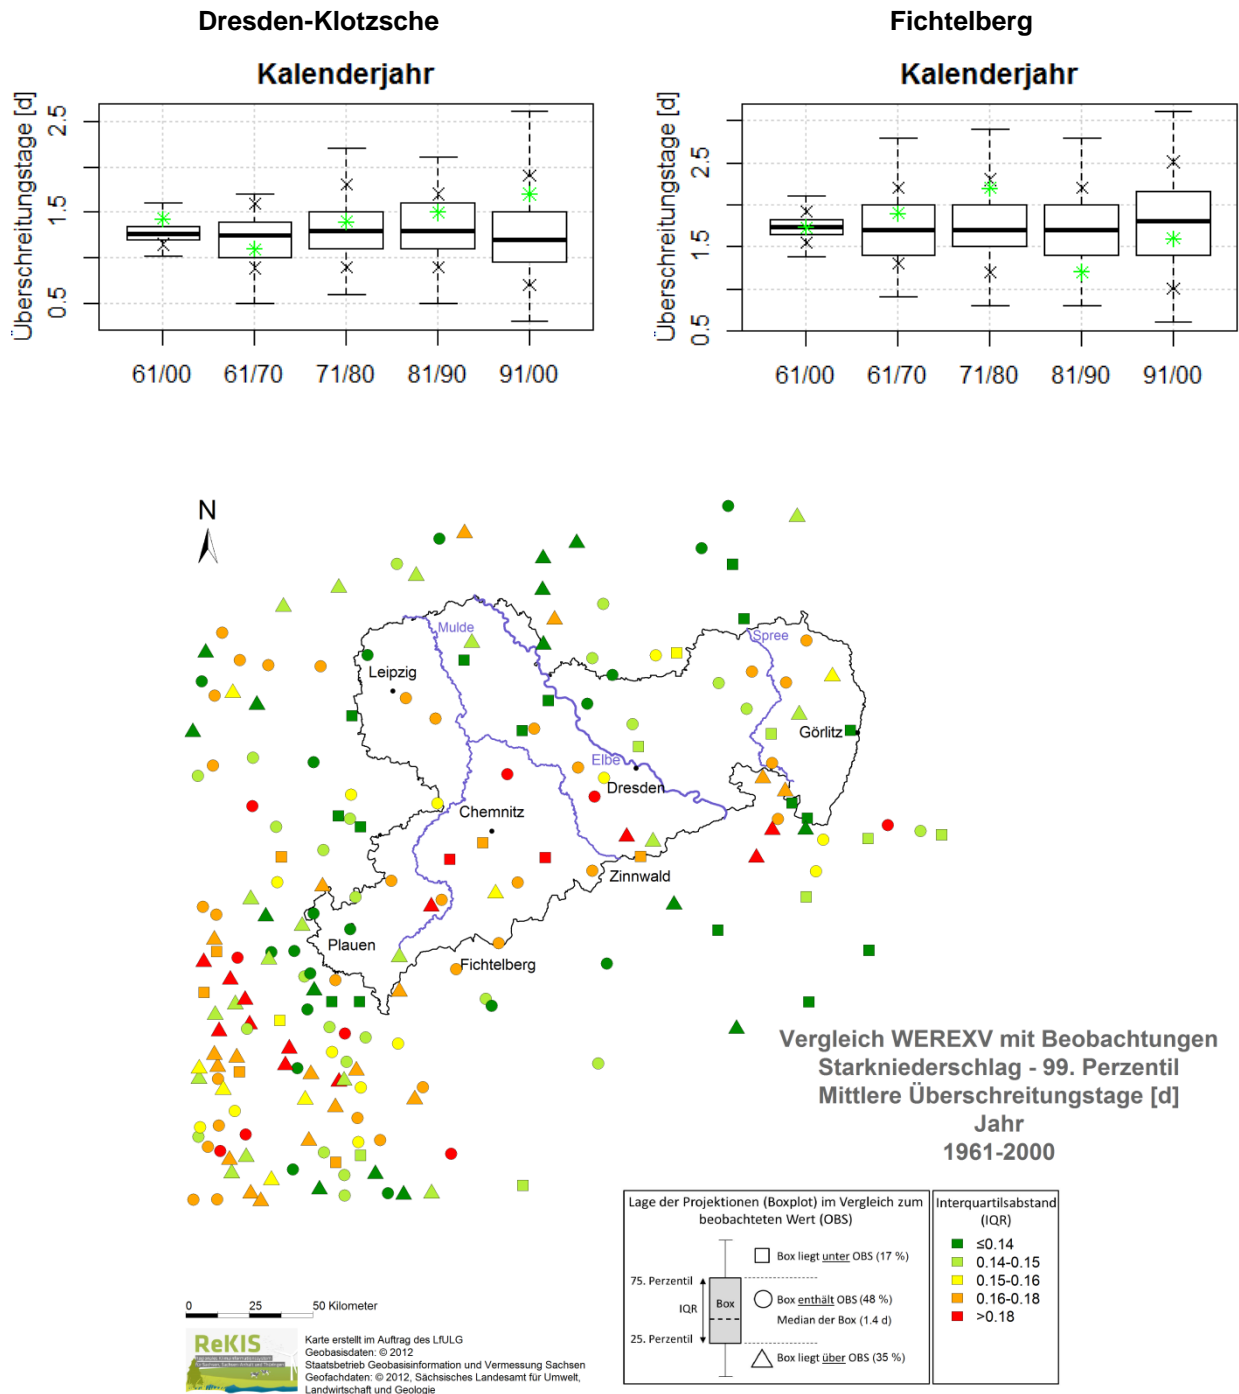 Dresden-Klotzsche
Fichtelberg
Kalenderjahr
Kalenderjahr
Überschreitungstage [d]
0.5 1.5 2.5
61/00 61/70 71/80 81/90 91/00
Überschreitungstage [d]
0.5 1.5 2.5
61/00 61/70 71/80 81/90 91/00
N
Mulde
Spree
Leipzig
Görlitz
Elbe
Dresden
Chemnitz
Zinnwald
Plauen
Fichtelberg
Vergleich WEREXV mit Beobachtungen
Starkniederschlag - 99. Perzentil
Mittlere Überschreitungstage [d]
Jahr
1961-2000
Lage der Projektionen (Boxplot) im Vergleich zum
beobachteten Wert (OBS)
Box liegt unter OBS (17 %)
75. Perzentil
IQR
Box
Box enthält OBS (48 %)
Median der Box (1.4 d)
25. Perzentil
Box liegt über OBS (35 %)
Interquartilsabstand
(IQR)
≤0.14
0.14-0.15
0.15-0.16
0.16-0.18
>0.18
0 25 50 Kilometer
ReKIS
Karte erstellt im Auftrag des LfULG
Geobasisdaten: © 2012
Staatsbetrieb Geobasisinformation und Vermessung Sachsen
Geofachdaten: © 2012, Sächsisches Landesamt für Umwelt,
Landwirtschaft und Geologie